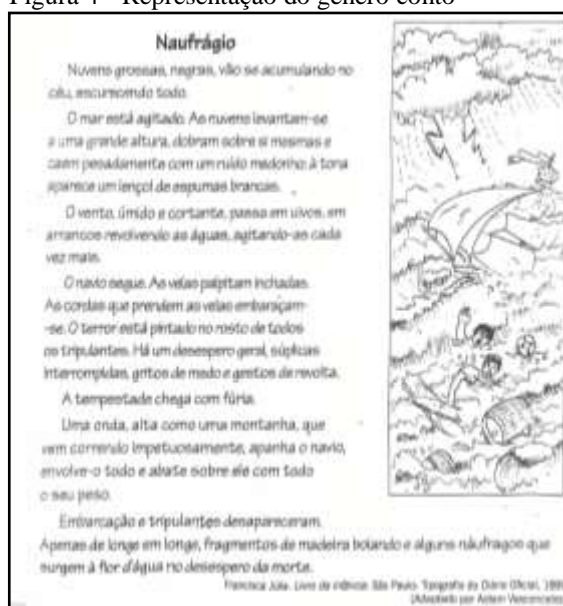 Figura 4 - Representação do gênero conto
Naufrágio
Nuvens grossas, negras, vão se acumulando no
céu, escurecendo todo.
O mar está agitado. As nuvens levantam-se
a uma grande altura, dobram sobre si mesmas e
caem pesadamente com um ruído medonho: à tona
aparece um lençol de espumas brancas.
O vento, úmido e cortante, passa em uivos, em
arrancos revolvendo as águas, agitando-as cada
vez mais.
O navio segue. As velas palpitam inchadas.
As cordas que prendem as velas embaraçam-
-se. O terror está pintado no rosto de todos
os tripulantes. Há um desespero geral, súplicas
interrompidas, gritos de medo e gestos de revolta.
A tempestade chega com fúria.
Uma onda, alta como uma montanha, que
vem correndo impetuosamente, apanha o navio,
envolve-o todo e abate sobre ele com todo
o seu peso.
Embarcação e tripulantes desapareceram.
Apenas de longe em longe, fragmentos de madeira boiando e alguns náufragos que
surgem à flor d'água no desespero da morte.
Francisca Júlia. Livro da infância. São Paulo: Tipografia do Diário Oficial, 1899
(Adaptado por Adson Vasconcelos